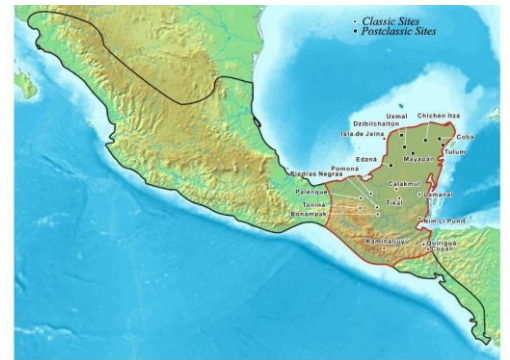 Classic Sites
Postclassic Sites
Uxmal
Chichén Itzá
Dzibilchaltún
Isla de Jaina
Cobá
Tulum
Edzná
Mayapan
Pomoná
Piedras Negras
Calakmul
Palenque
Lamanai
Tikal
Toniná
Bonampak
Nim Li Punit
Kaminaljuyú
Quiriguá
Copán